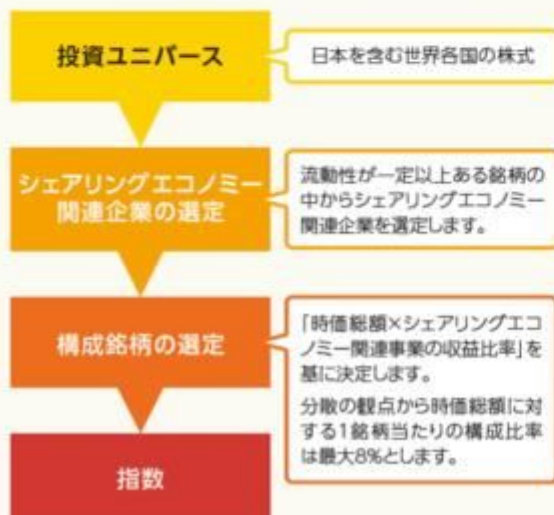 投資ユニバース
日本を含む世界各国の株式
シェアリングエコノミー
関連企業の選定
流動性が一定以上ある銘柄の
中からシェアリングエコノミー
関連企業を選定します。
構成銘柄の選定
「時価総額×シェアリングエコ
ノミー関連事業の収益比率」を
基に決定します。
分散の観点から時価総額に対
する1銘柄当たりの構成比率
は最大8%とします。
指数